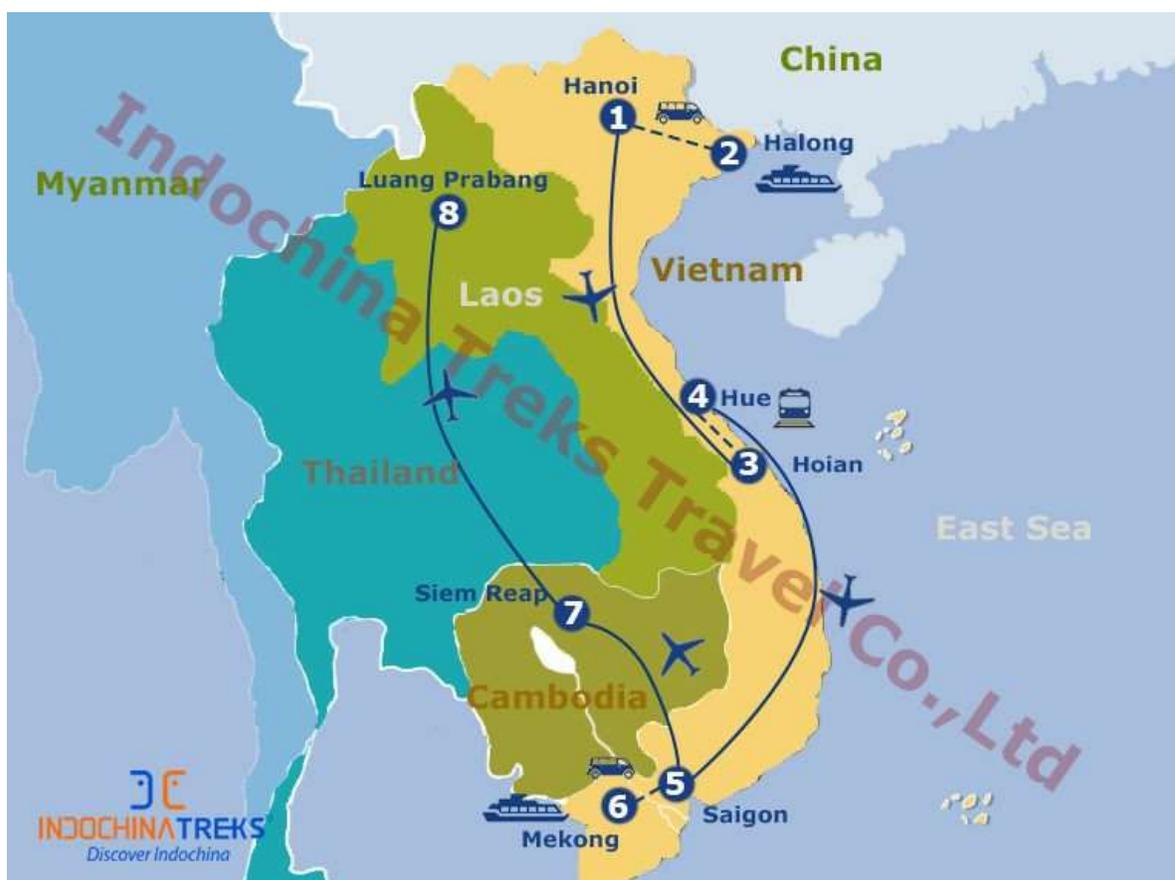 China
Hanoi
1
2
Halong
Myanmar
Luang Prabang
8
Vietnam
Laos
4
Hue
3
Hoian
Thailand
East Sea
Siem Reap
7
Cambodia
5
6
Saigon
Mekong
Indochina Treks Travel Co.,Ltd
INDOCHINATREKS
Discover Indochina